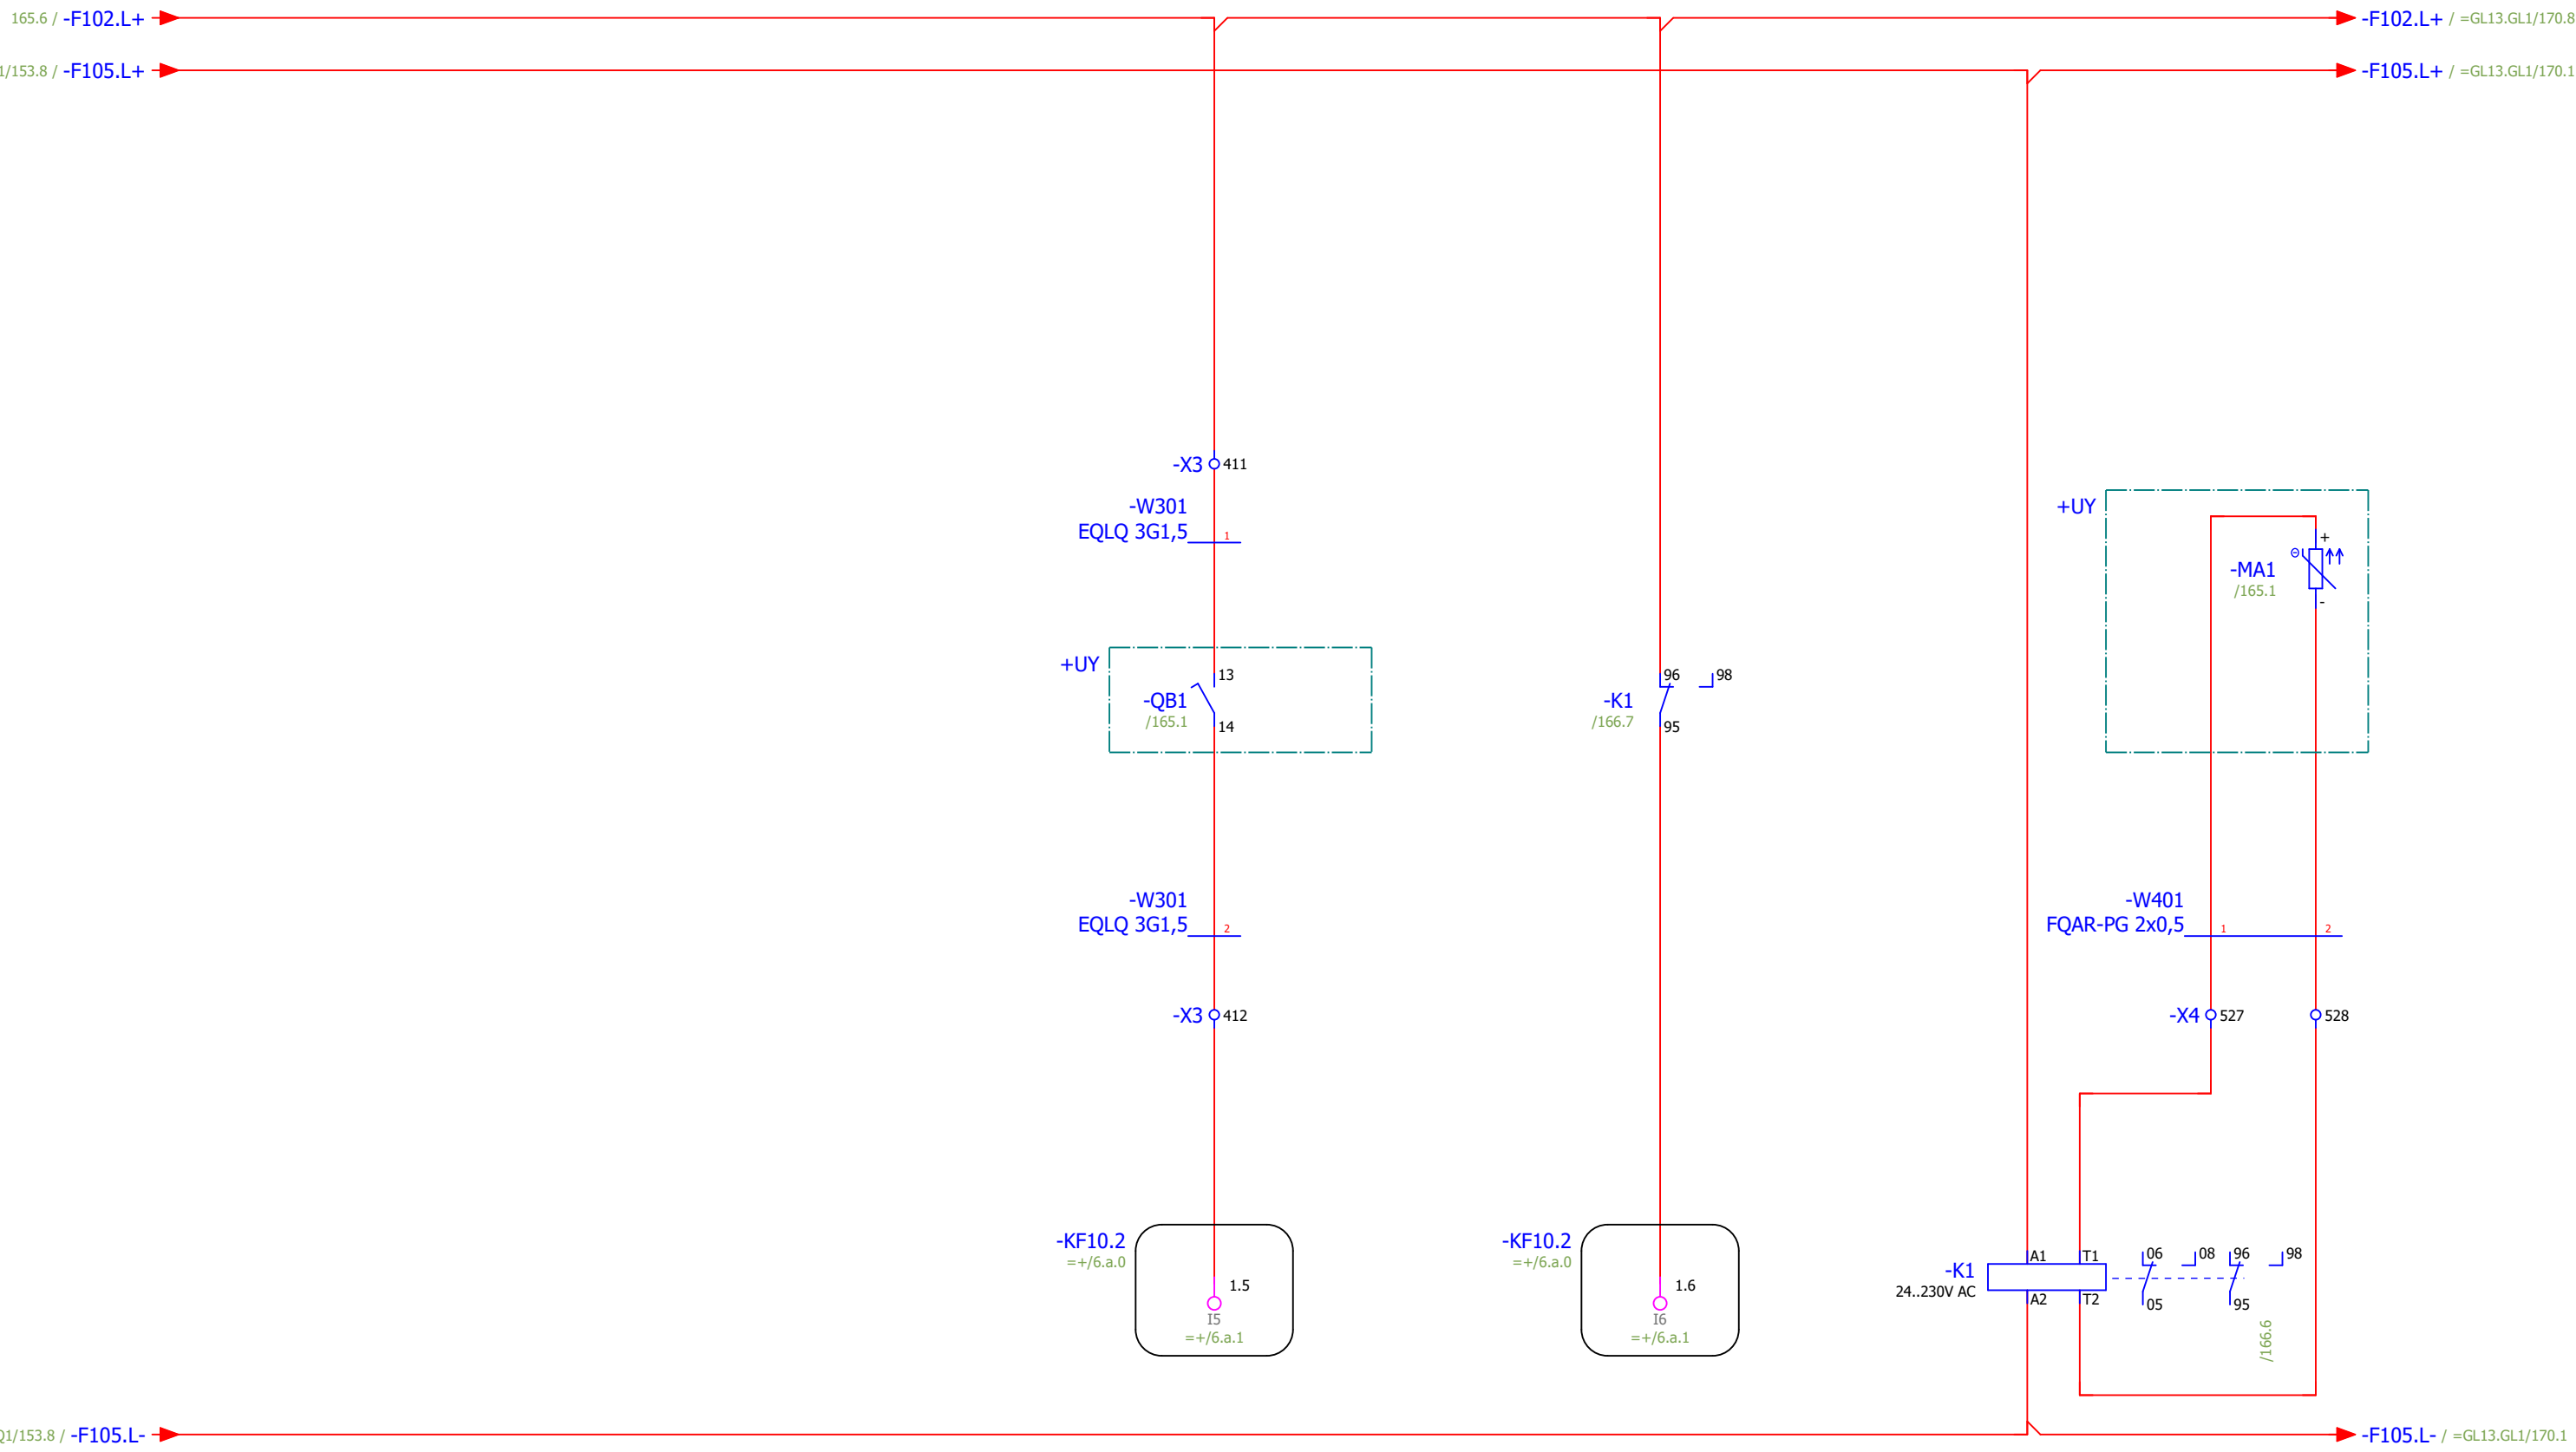 165.6 / -F102.L+
-F102.L+ / =GL13.GL1/170.8
1/153.8 / -F105.L+
-F105.L+ / =GL13.GL1/170.1
-X3 411
-W301
EQLQ 3G1,5 1
+UY
-QB1
/165.1
13
14
-W301
EQLQ 3G1,5 2
-X3 412
-KF10.2
=+/6.a.0
1.5
I5
=+/6.a.1
96 98
-K1
/166.7
95
-KF10.2
=+/6.a.0
1.6
I6
=+/6.a.1
+UY
+
Θ
-MA1
/165.1
-
-W401
FQAR-PG 2x0,5 1 2
-X4 527 528
A1 T1 06 08 96 98
-K1
24..230V AC
A2 T2 05 95
/166.6
Q1/153.8 / -F105.L-
-F105.L- / =GL13.GL1/170.1